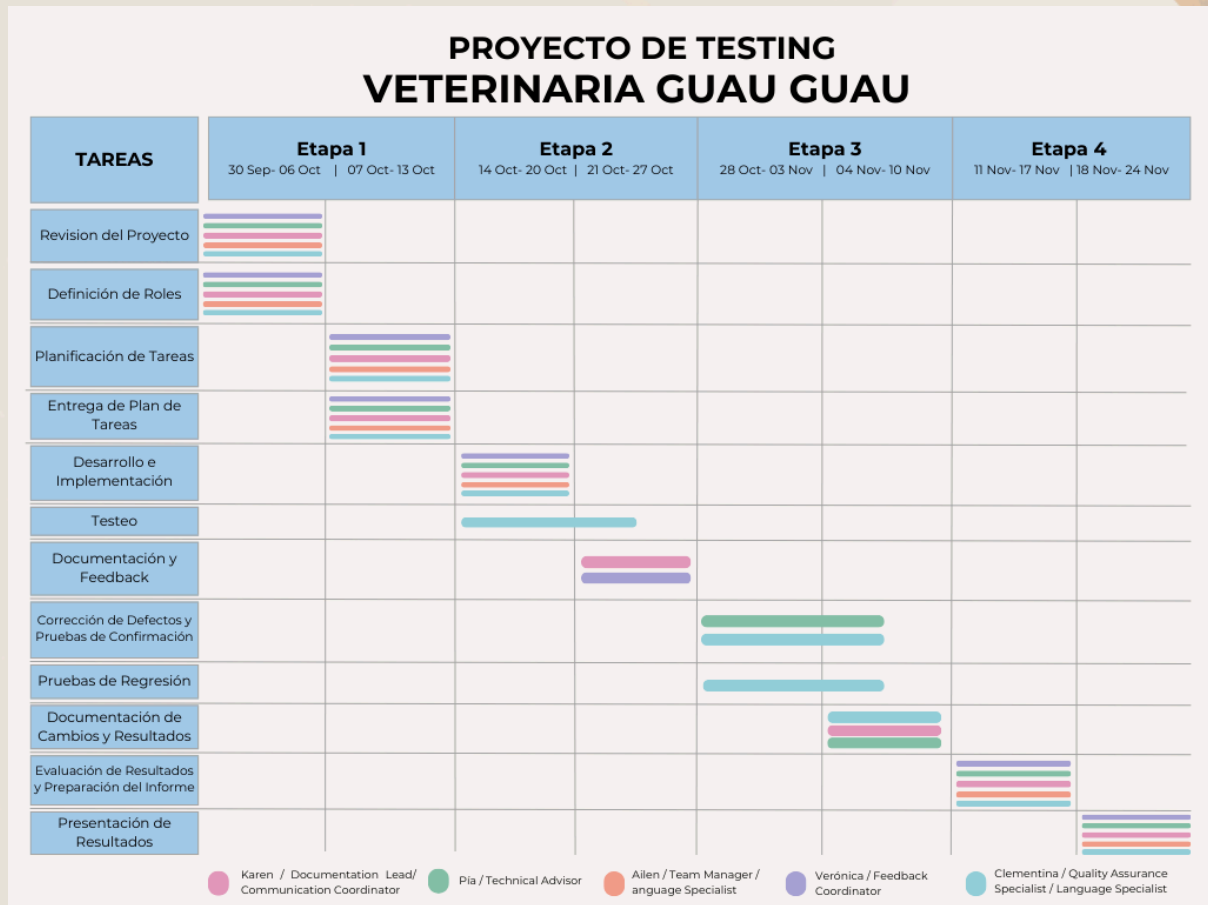 PROYECTO DE TESTING
VETERINARIA GUAU GUAU
TAREAS
Etapa 1
30 Sep- 06 Oct | 07 Oct- 13 Oct
Etapa 2
14 Oct- 20 Oct | 21 Oct- 27 Oct
Etapa 3
28 Oct- 03 Nov | 04 Nov- 10 Nov
Etapa 4
11 Nov- 17 Nov | 18 Nov- 24 Nov
Revision del Proyecto
Definición de Roles
Planificación de Tareas
Entrega de Plan de
Tareas
Desarrollo e
Implementación
Testeo
Documentación y
Feedback
Corrección de Defectos y
Pruebas de Confirmación
Pruebas de Regresión
Documentación de
Cambios y Resultados
Evaluación de Resultados
y Preparación del Informe
Presentación de
Resultados
Karen / Documentation Lead/
Communication Coordinator
Pía / Technical Advisor
Ailen / Team Manager /
anguage Specialist
Verónica / Feedback
Coordinator
Clementina / Quality Assurance
Specialist / Language Specialist